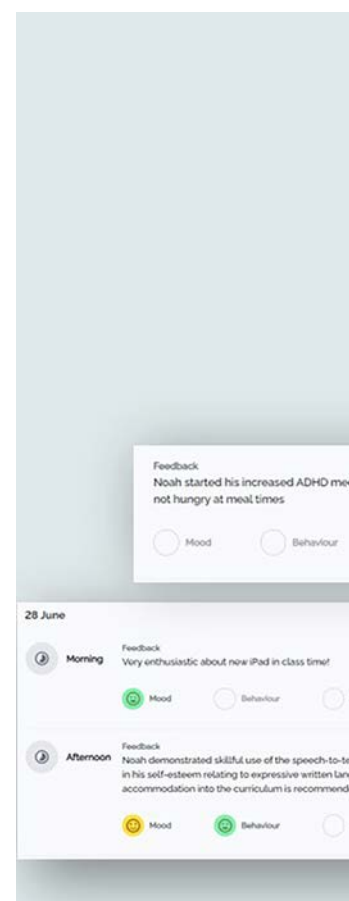 Feedback
Noah started his increased ADHD me
not hungry at meal times
Mood Behaviour
28 June
Morning
Feedback
Very enthusiastic about new iPad in class time!
Mood Behaviour
Afternoon
Feedback
Noah demonstrated skillful use of the speech-to-te
in his self-esteem relating to expressive written lan
accommodation into the curriculum is recommend
Mood Behaviour